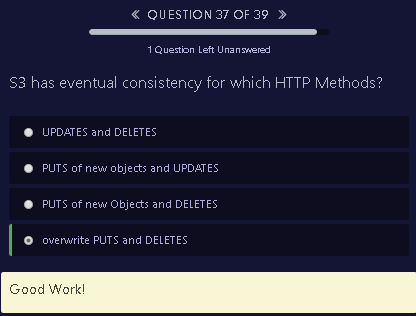 « QUESTION 37 OF 39 »
1 Question Left Unanswered
S3 has eventual consistency for which HTTP Methods?
UPDATES and DELETES
PUTS of new objects and UPDATES
PUTS of new Objects and DELETES
overwrite PUTS and DELETES
Good Work!